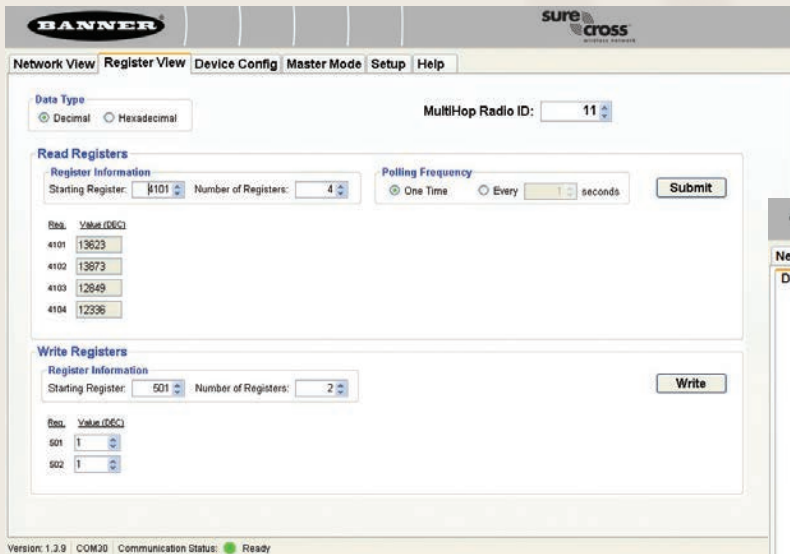 BANNER
sure cross
wireless network
Network View Register View Device Config Master Mode Setup Help
Data Type
Decimal Hexadecimal
MultiHop Radio ID: 11
Read Registers
Register Information
Starting Register: 4101 Number of Registers: 4
Polling Frequency
One Time Every 1 seconds
Submit
Reg. Value (DEC)
4101 13623
4102 13873
4103 12849
4104 12336
Write Registers
Register Information
Starting Register: 501 Number of Registers: 2
Write
Reg. Value (DEC)
501 1
502 1
Version: 1.3.9 COM30 Communication Status: Ready
Ne
D